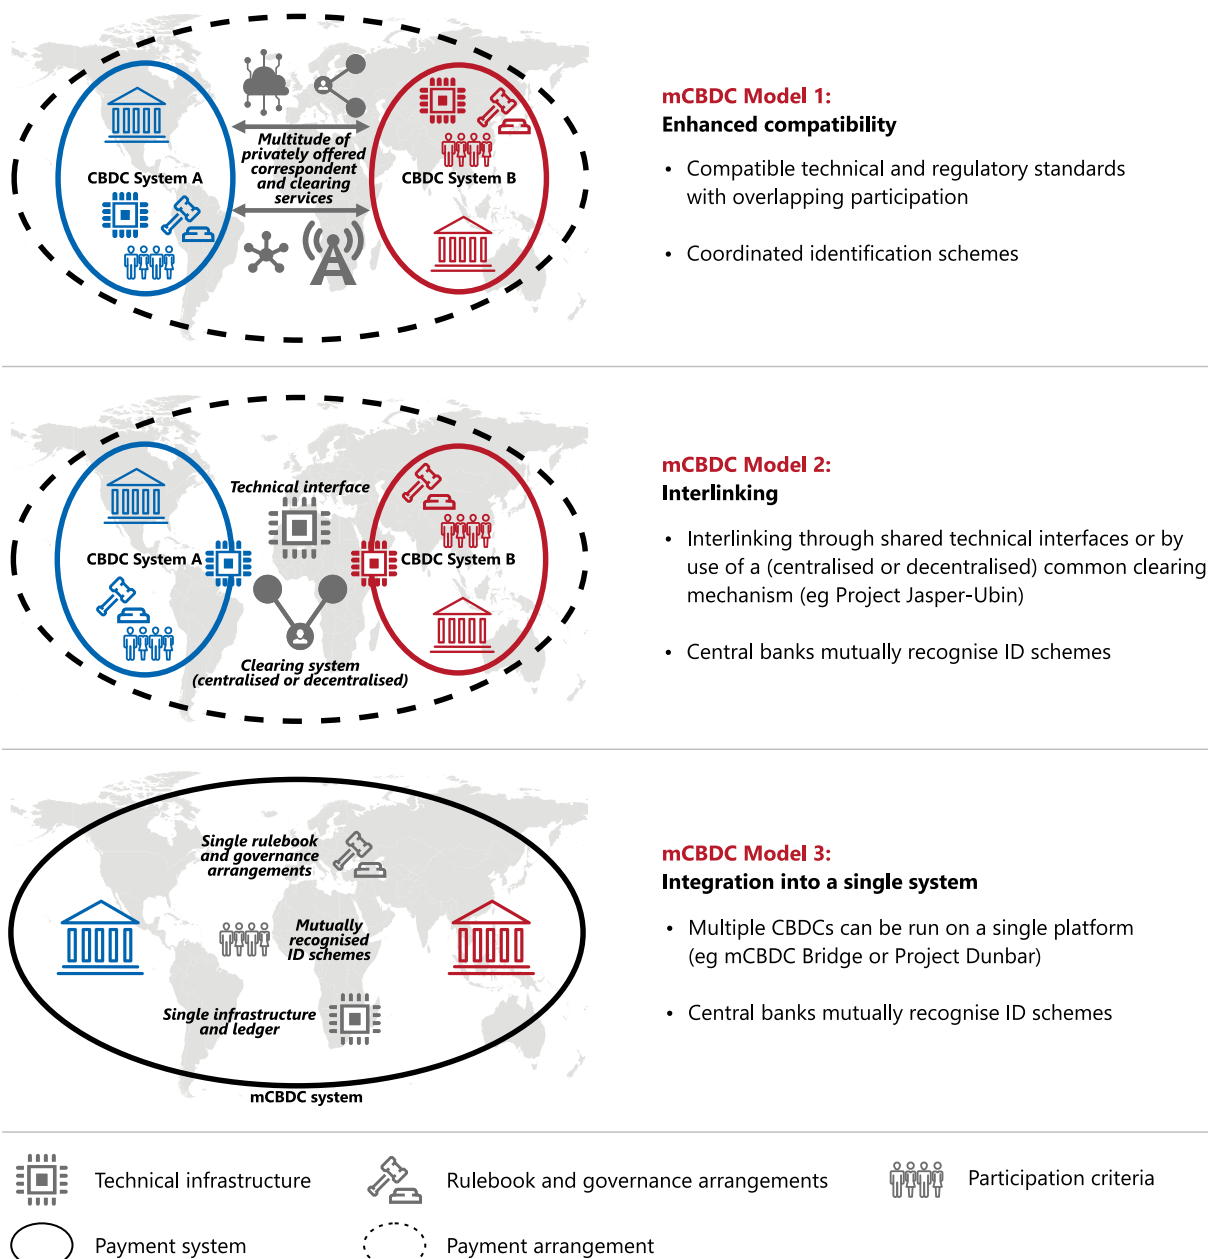 Multitude of
privately offered
correspondent
and clearing
services
CBDC System A
CBDC System B
mCBDC Model 1:
Enhanced compatibility
• Compatible technical and regulatory standards
with overlapping participation
• Coordinated identification schemes
Technical interface
CBDC System A
CBDC System B
Clearing system
(centralised or decentralised)
mCBDC Model 2:
Interlinking
• Interlinking through shared technical interfaces or by
use of a (centralised or decentralised) common clearing
mechanism (eg Project Jasper-Ubin)
• Central banks mutually recognise ID schemes
Single rulebook
and governance
arrangements
Mutually
recognised
ID schemes
Single infrastructure
and ledger
mCBDC system
mCBDC Model 3:
Integration into a single system
• Multiple CBDCs can be run on a single platform
(eg mCBDC Bridge or Project Dunbar)
• Central banks mutually recognise ID schemes
Technical infrastructure
Rulebook and governance arrangements
Participation criteria
Payment system
Payment arrangement